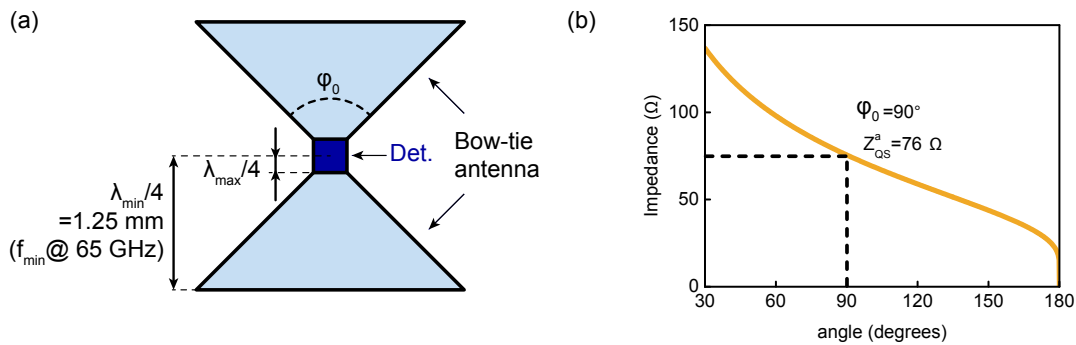 (a)
φ0
Det.
Bow-tie
antenna
λmax/4
λmin/4
=1.25 mm
(fmin@ 65 GHz)
(b)
150
100
50
0
Impedance (Ω)
φ0 =90°
ZaQS=76 Ω
30
60
90
120
150
180
angle (degrees)